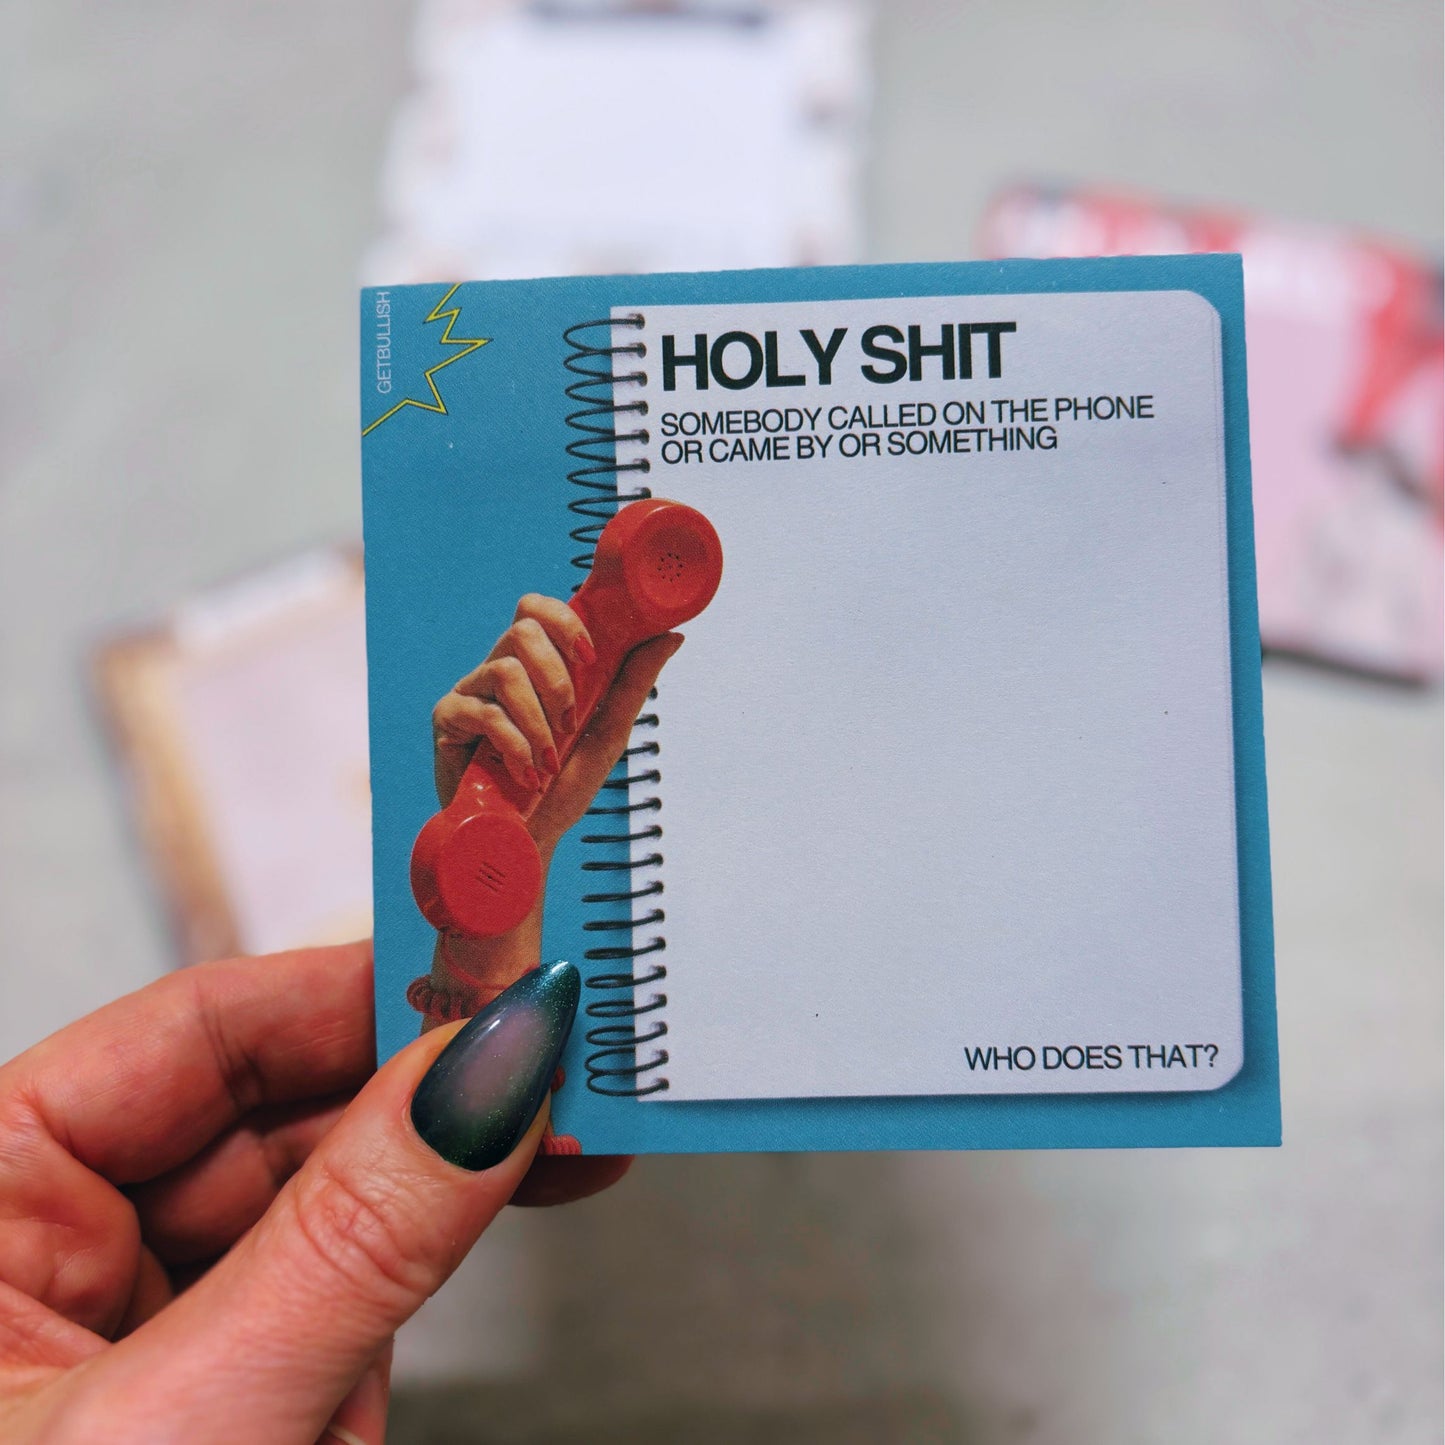 GETBULLISH
HOLY SHIT
SOMEBODY CALLED ON THE PHONE
OR CAME BY OR SOMETHING
WHO DOES THAT?